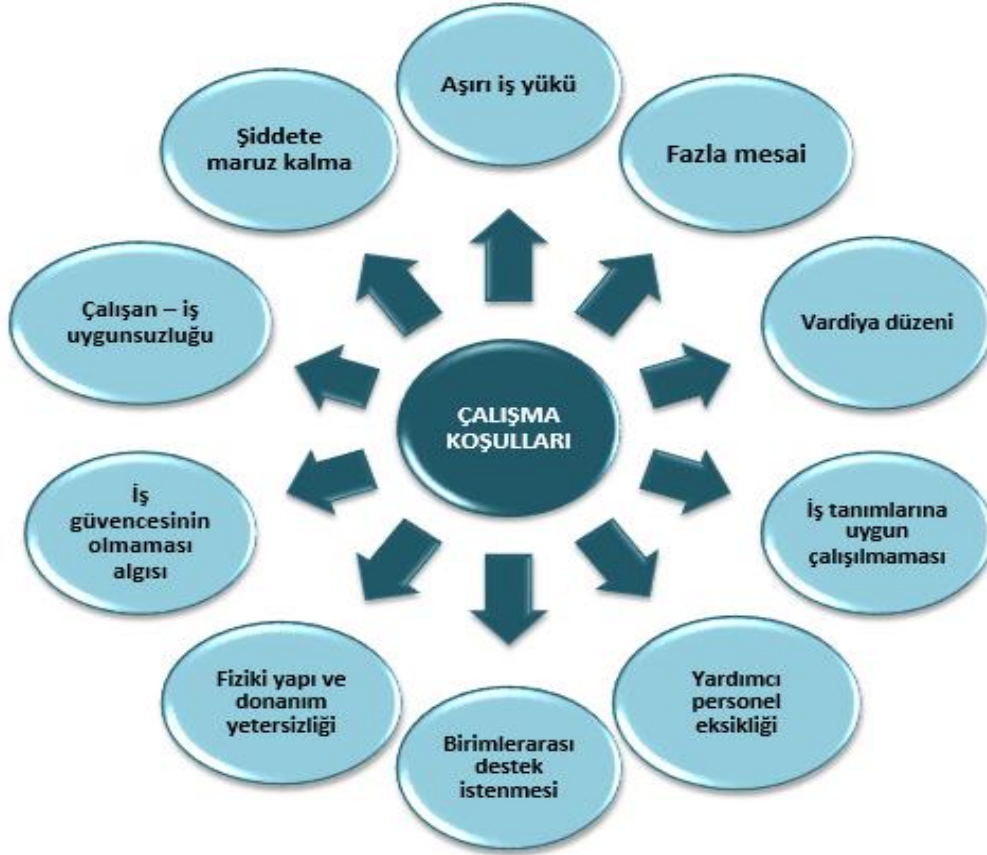 Aşırı iş yükü
Fazla mesai
Vardiya düzeni
İş tanımlarına
uygun
çalışılmaması
Yardımcı
personel
eksikliği
Birimlerarası
destek
istenmesi
Fiziki yapı ve
donanım
yetersizliği
İş
güvencesinin
olmaması
algısı
Çalışan – iş
uygunsuzluğu
Şiddete
maruz kalma
ÇALIŞMA
KOŞULLARI